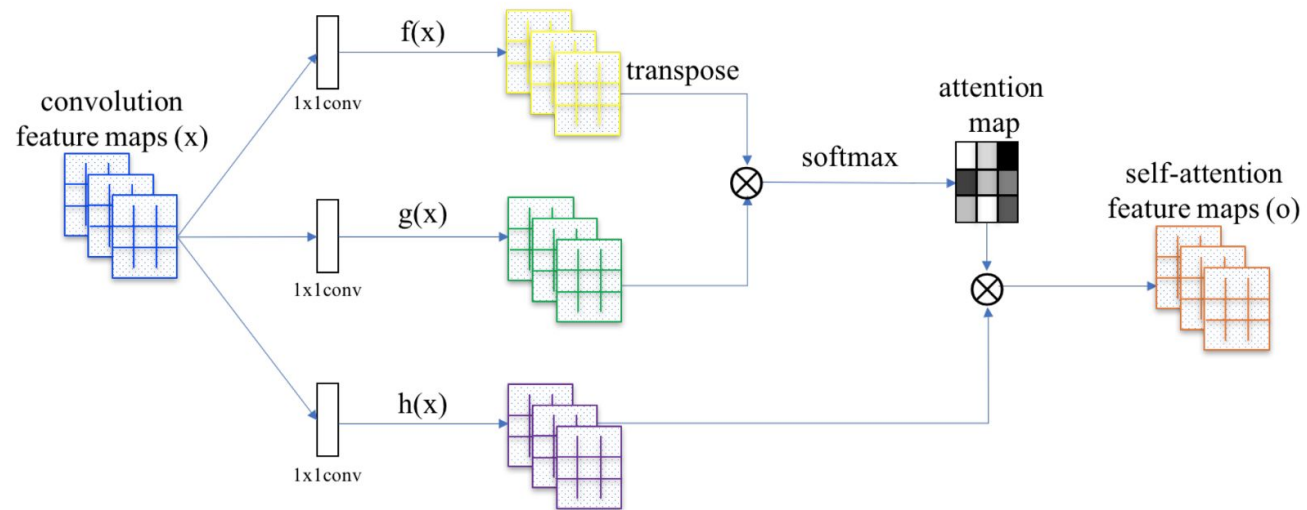 convolution
feature maps (x)
1x1conv
f(x)
transpose
1x1conv
g(x)
softmax
attention
map
1x1conv
h(x)
self-attention
feature maps (o)